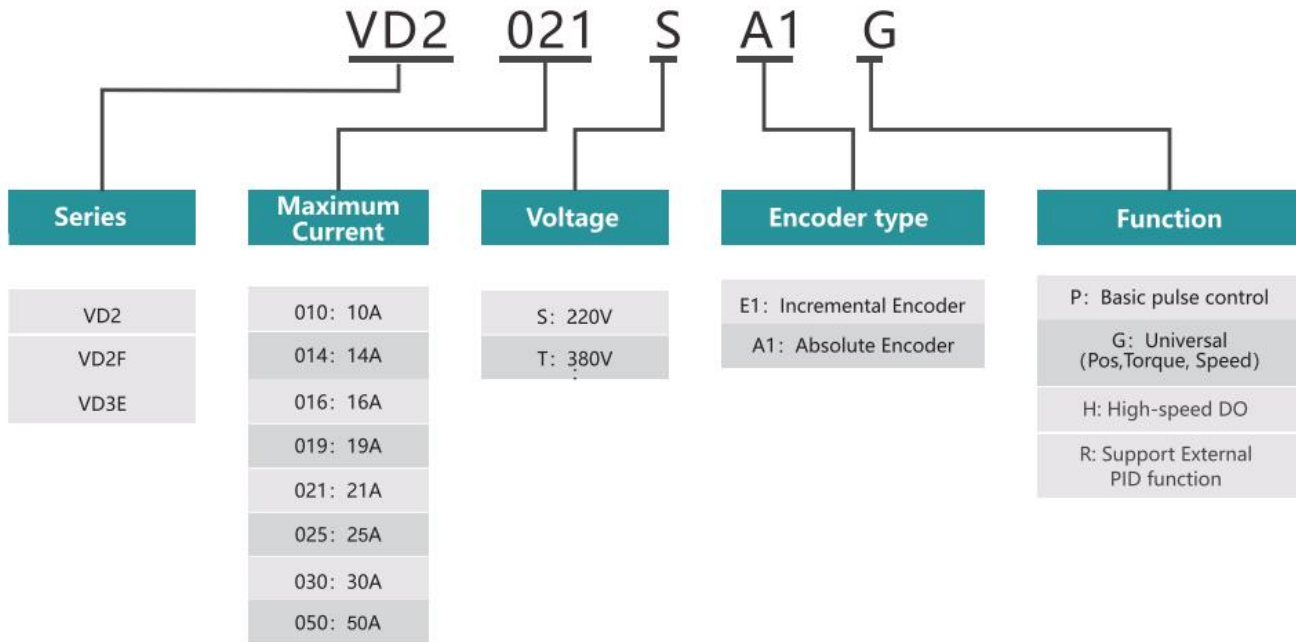 VD2 021 S A1 G
Series
Maximum
Current
Voltage
Encoder type
Function
VD2
VD2F
VD3E
010: 10A
014: 14A
016: 16A
019: 19A
021: 21A
025: 25A
030: 30A
050: 50A
S: 220V
T: 380V
E1: Incremental Encoder
A1: Absolute Encoder
P: Basic pulse control
G: Universal
(Pos,Torque, Speed)
H: High-speed DO
R: Support External
PID function